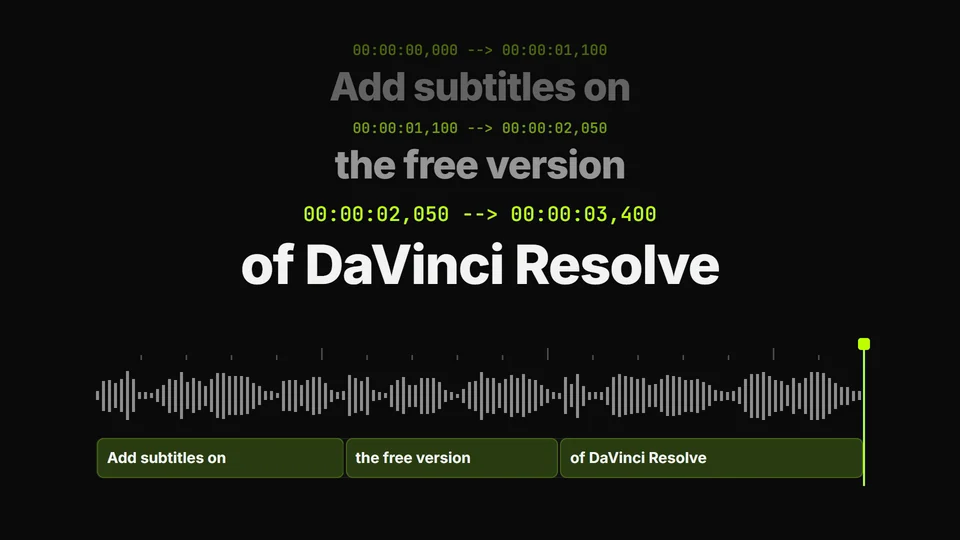 00:00:00,000 --> 00:00:01,100
Add subtitles on
00:00:01,100 --> 00:00:02,050
the free version
00:00:02,050 --> 00:00:03,400
of DaVinci Resolve
Add subtitles on
the free version
of DaVinci Resolve